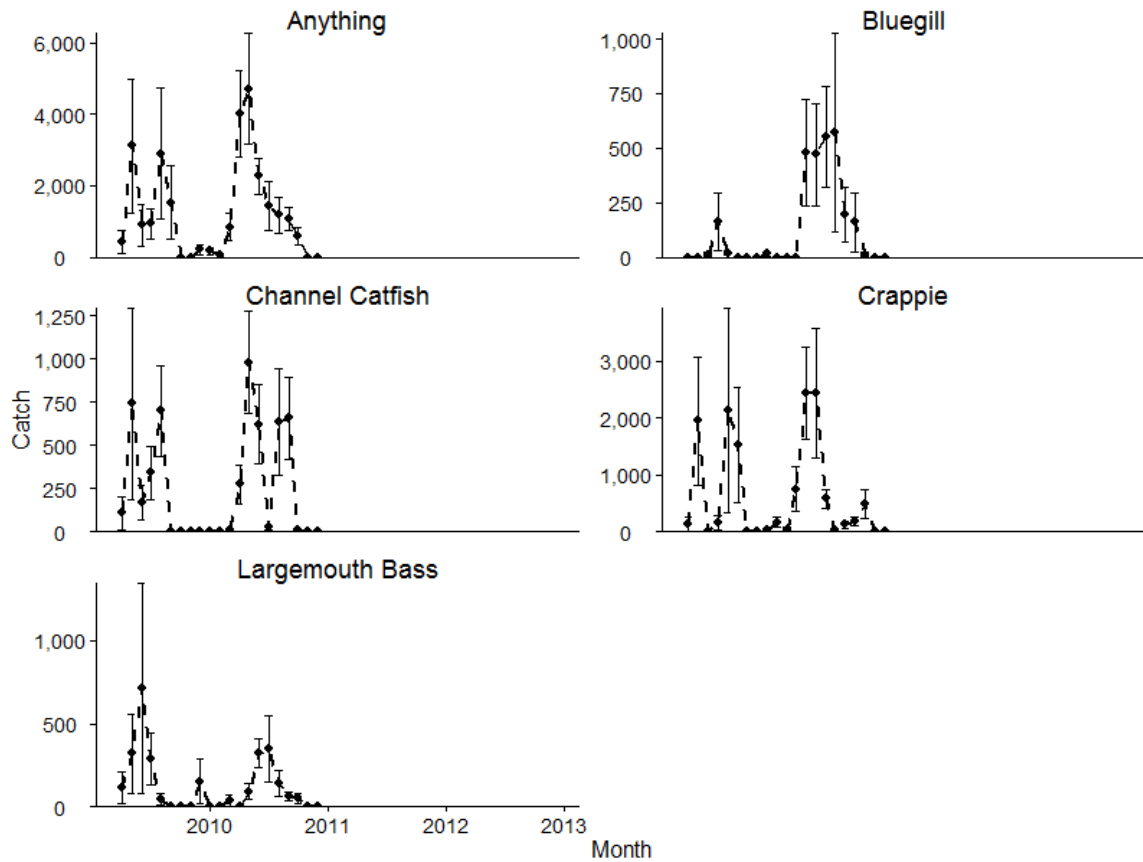 Anything
6,000
4,000
2,000
0
Bluegill
1,000
750
500
250
0
Channel Catfish
1,250
1,000
750
500
250
0
Crappie
3,000
2,000
1,000
0
Largemouth Bass
1,000
500
0
Catch
2010 2011 2012 2013
Month